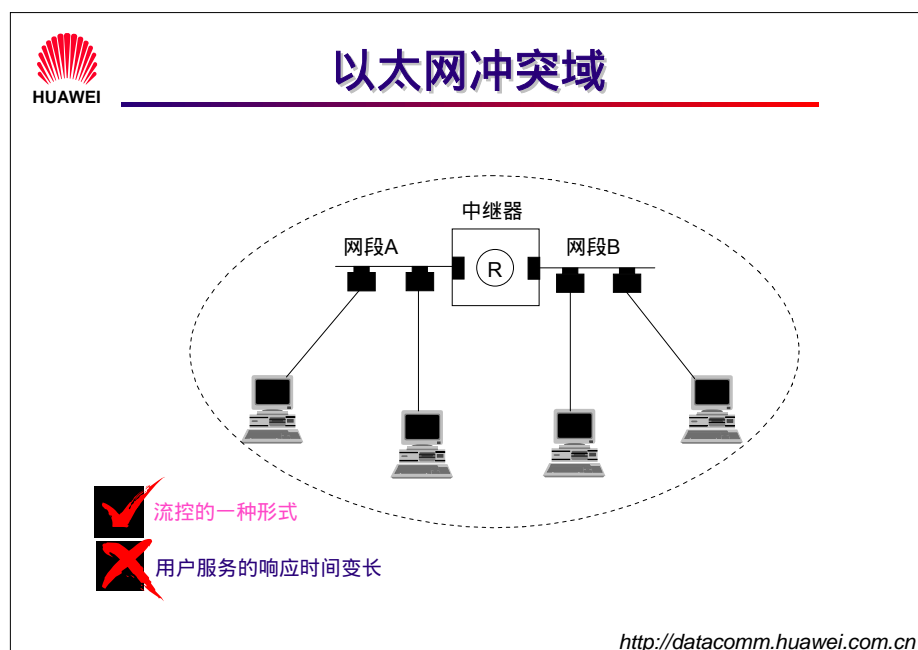 以太网冲突域
HUAWEI
中继器
网段A
网段B
R
流控的一种形式
用户服务的响应时间变长
http://datacomm.huawei.com.cn